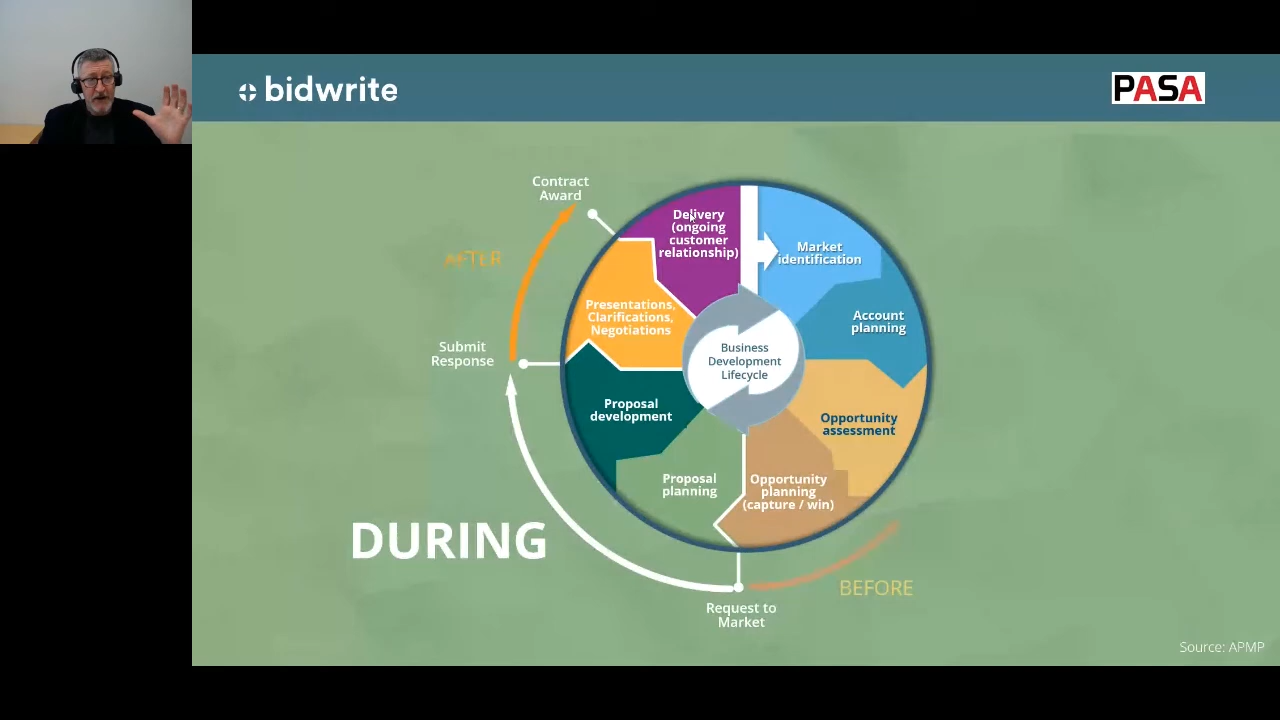 bidwrite
PASA
Contract
Award
Delivery
(ongoing
customer
relationship)
Market
identification
AFTER
Presentations,
Clarifications,
Negotiations
Account
planning
Submit
Response
Business
Development
Lifecycle
Proposal
development
Opportunity
assessment
Proposal
planning
Opportunity
planning
(capture / win)
DURING
BEFORE
Request to
Market
Source: APMP